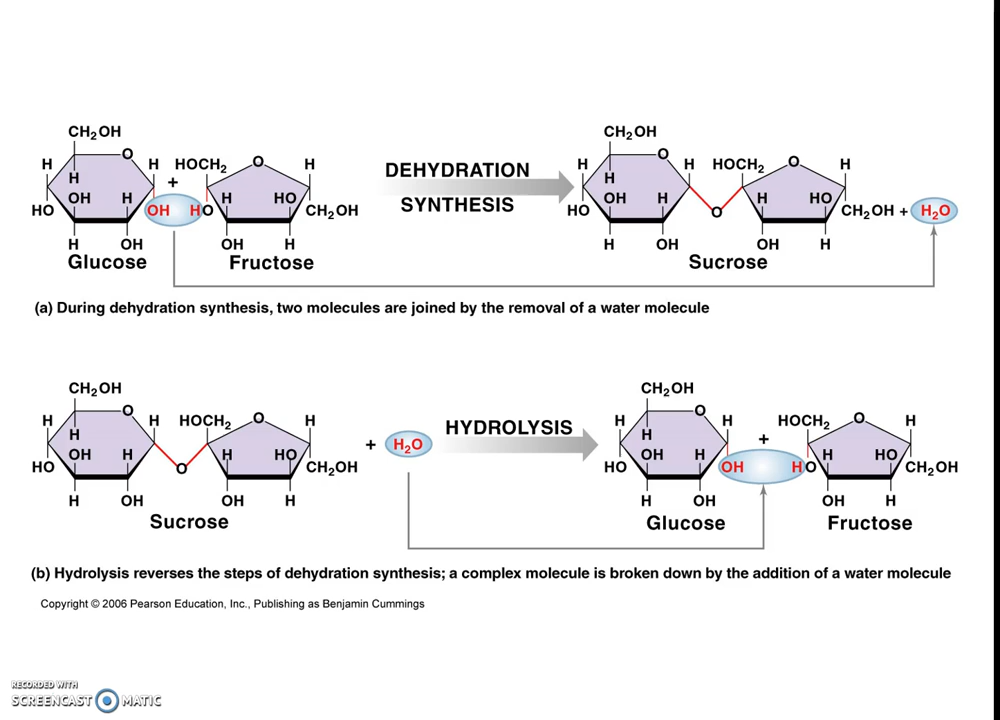 CH2OH
O
H H HOCH2 O H
H +
OH H H HO
HO OH HO CH2OH
H OH OH H
Glucose Fructose
DEHYDRATION
SYNTHESIS
CH2OH
O
H H HOCH2 O H
H
OH H H HO
HO O CH2OH + H2O
H OH OH H
Sucrose
(a) During dehydration synthesis, two molecules are joined by the removal of a water molecule
CH2OH
O
H H HOCH2 O H
H
OH H H HO
HO O CH2OH
H OH OH H
Sucrose
+ H2O
HYDROLYSIS
CH2OH
O
H H HOCH2 O H
H +
OH H H HO
HO OH HO CH2OH
H OH OH H
Glucose Fructose
(b) Hydrolysis reverses the steps of dehydration synthesis; a complex molecule is broken down by the addition of a water molecule
Copyright © 2006 Pearson Education, Inc., Publishing as Benjamin Cummings
RECORDED WITH
SCREENCAST MATIC